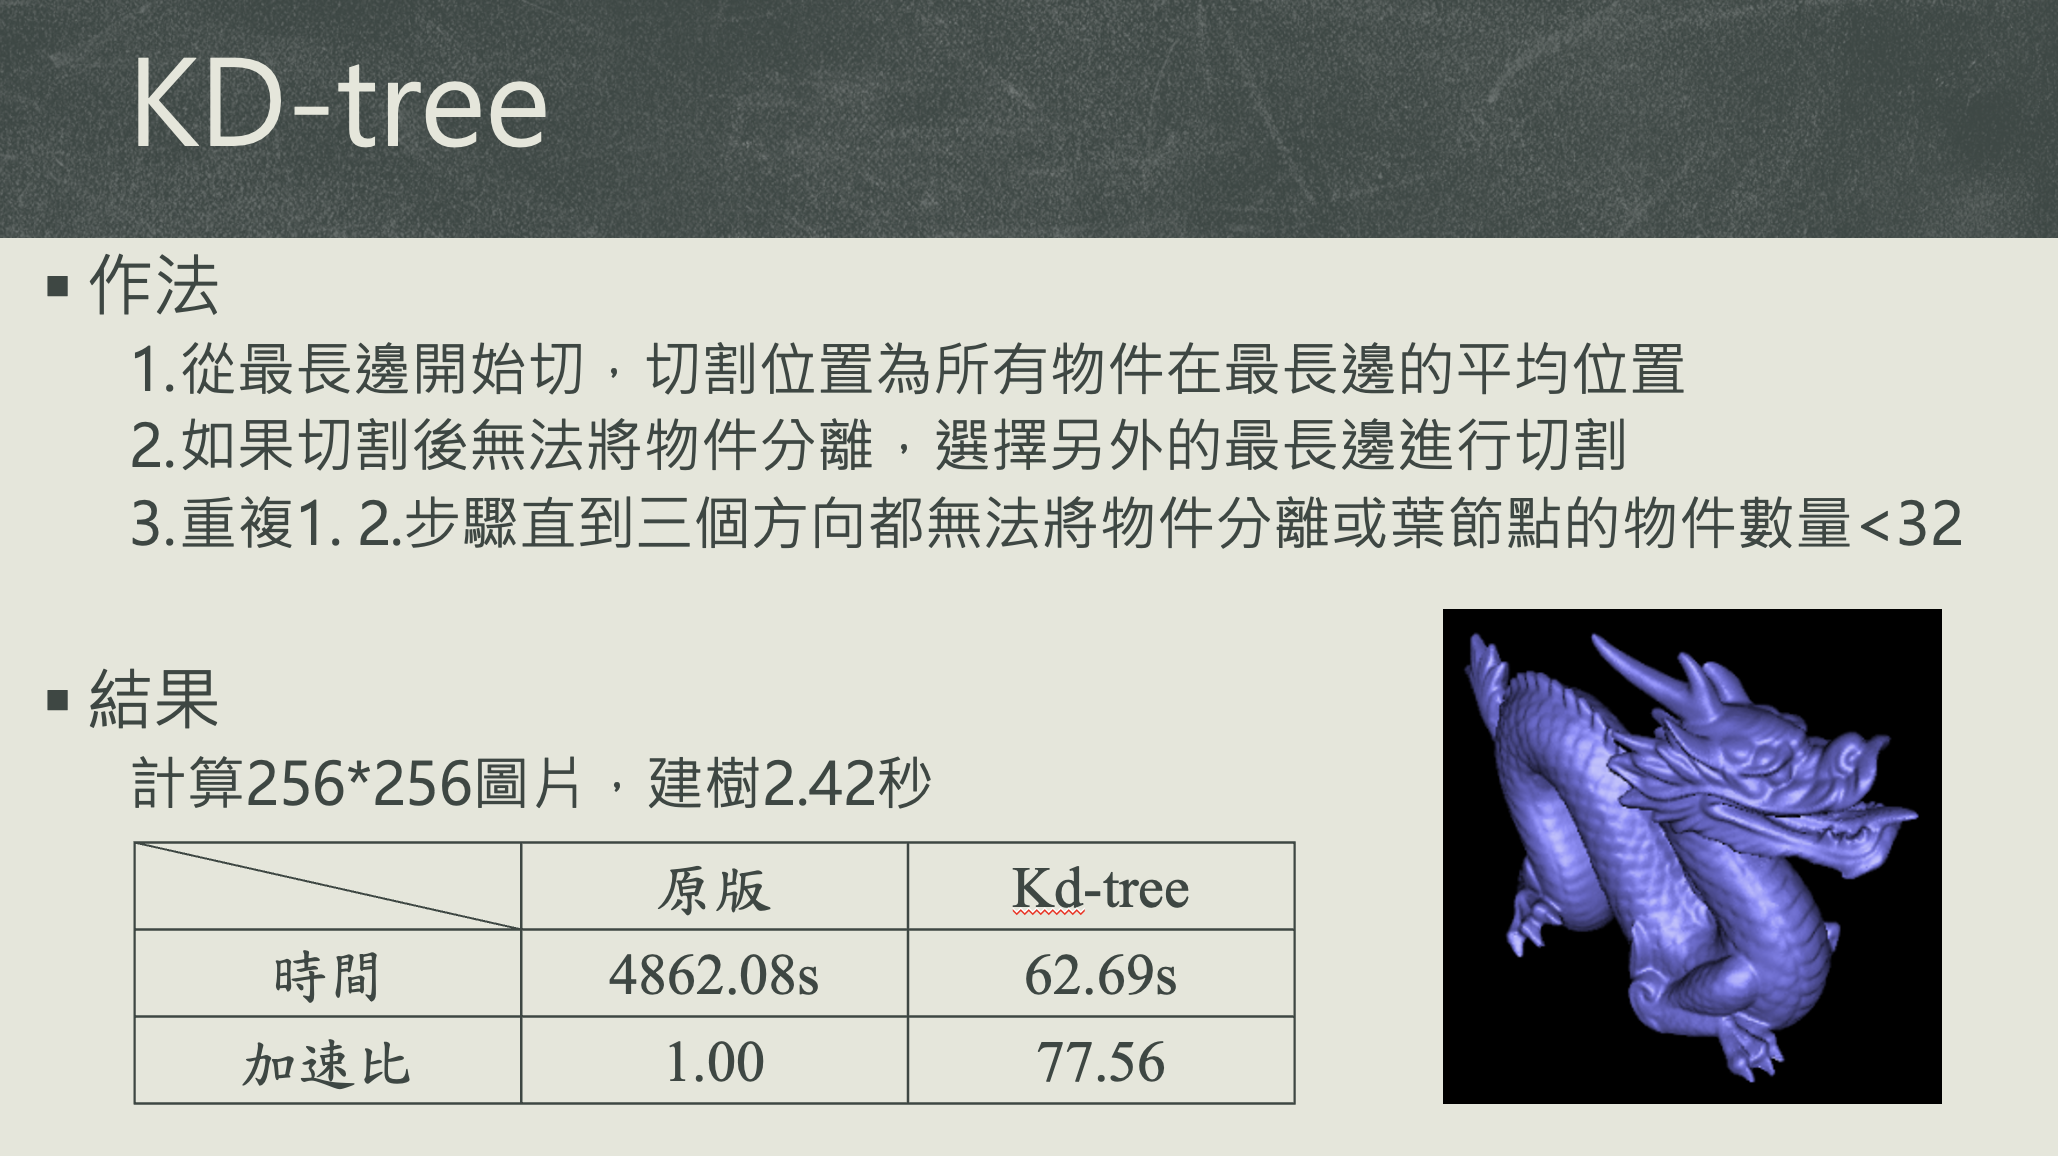 KD-tree
▪ 作法
1.從最長邊開始切，切割位置為所有物件在最長邊的平均位置
2.如果切割後無法將物件分離，選擇另外的最長邊進行切割
3.重複1. 2.步驟直到三個方向都無法將物件分離或葉節點的物件數量<32
▪ 結果
計算256*256圖片，建樹2.42秒
原版 Kd-tree
時間 4862.08s 62.69s
加速比 1.00 77.56